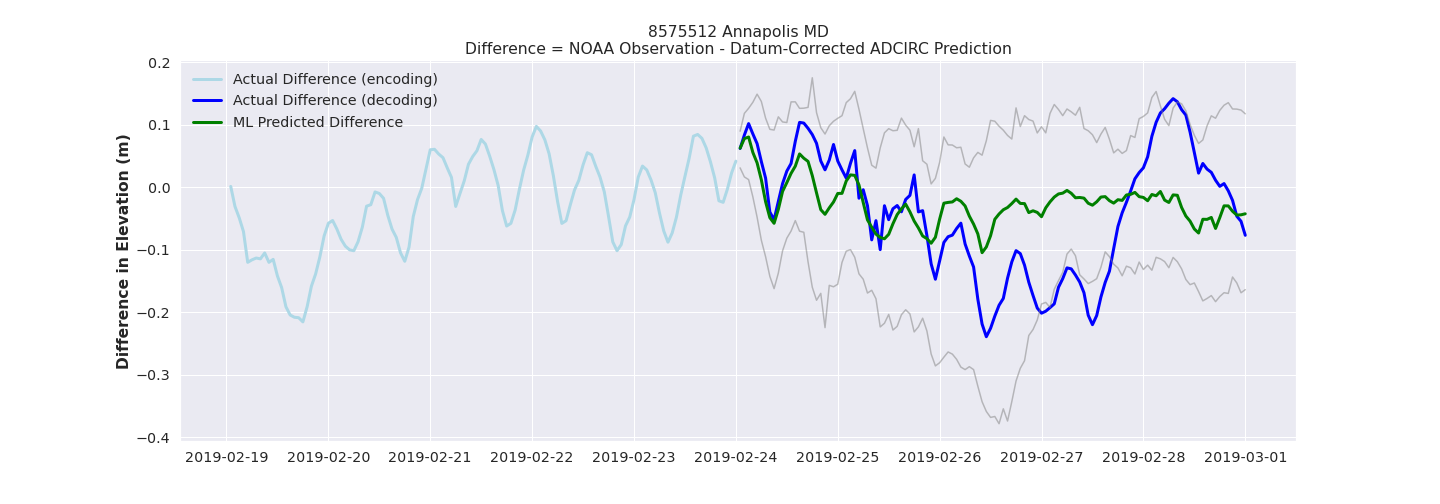 8575512 Annapolis MD
Difference = NOAA Observation - Datum-Corrected ADCIRC Prediction
Actual Difference (encoding)
Actual Difference (decoding)
ML Predicted Difference
Difference in Elevation (m)
0.2
0.1
0.0
−0.1
−0.2
−0.3
−0.4
2019-02-19 2019-02-20 2019-02-21 2019-02-22 2019-02-23 2019-02-24 2019-02-25 2019-02-26 2019-02-27 2019-02-28 2019-03-01